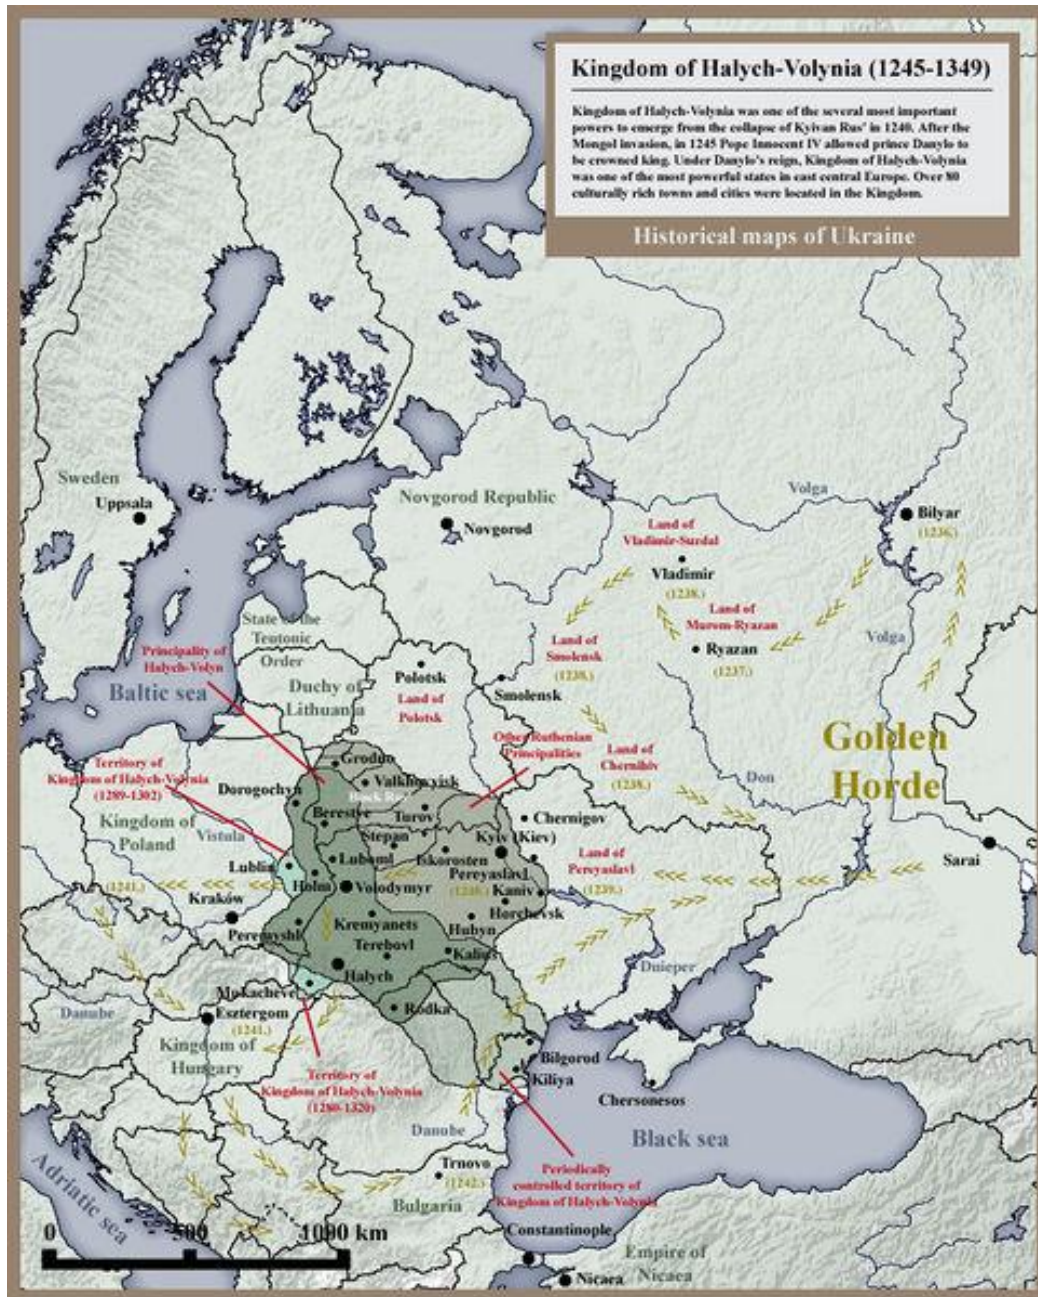 Kingdom of Halych-Volynia (1245-1349)
Kingdom of Halych-Volynia was one of the several most important
powers to emerge from the collapse of Kyivan Rus' in 1240. After the
Mongol invasion, in 1245 Pope Innocent IV allowed prince Danylo to
be crowned king. Under Danylo's reign, Kingdom of Halych-Volynia
was one of the most powerful states in east central Europe. Over 80
culturally rich towns and cities were located in the Kingdom.
Historical maps of Ukraine
Sweden
Uppsala
Novgorod Republic
Novgorod
Volga
Bilyar
(1236.)
Land of
Vladimir-Suzdal
Vladimir
(1238.)
Land of
Murom-Ryazan
Ryazan
(1237.)
Volga
State of the
Teutonic
Order
Principality of
Halych-Volyn
Land of
Smolensk
(1238.)
Smolensk
Polotsk
Land of
Polotsk
Baltic sea
Duchy of
Lithuania
Other Ruthenian
Principalities
Land of
Chernihiv
(1238.)
Golden
Horde
Don
Territory of
Kingdom of Halych-Volynia
(1289-1302)
Grodno
Valkhovyisk
Dorogochyn
Berestye
Turov
Chernigov
Kingdom of
Poland
Vistula
Stepan
Kyiv (Kiev)
Iskorosten
Pereyaslavl
Land of
Pereyaslavl
(1239.)
Sarai
Lublin
Luboml
Holm
Volodymyr
(1241.)
Kaniv
Horchevsk
Kraków
Kremyanets
Hubyn
Peremyshl
Terebovl
Kalius
Halych
Dnieper
Mukacheve
Rodka
Danube
Esztergom
(1241.)
Kingdom of
Hungary
Bilgorod
Kiliya
Territory of
Kingdom of Halych-Volynia
(1280-1320)
Chersonesos
Danube
Black sea
Trnovo
(1242.)
Periodically
controlled territory of
Kingdom of Halych-Volynia
Bulgaria
Adriatic sea
Constantinople
Empire of
Nicaea
Nicaea
0 500 1000 km